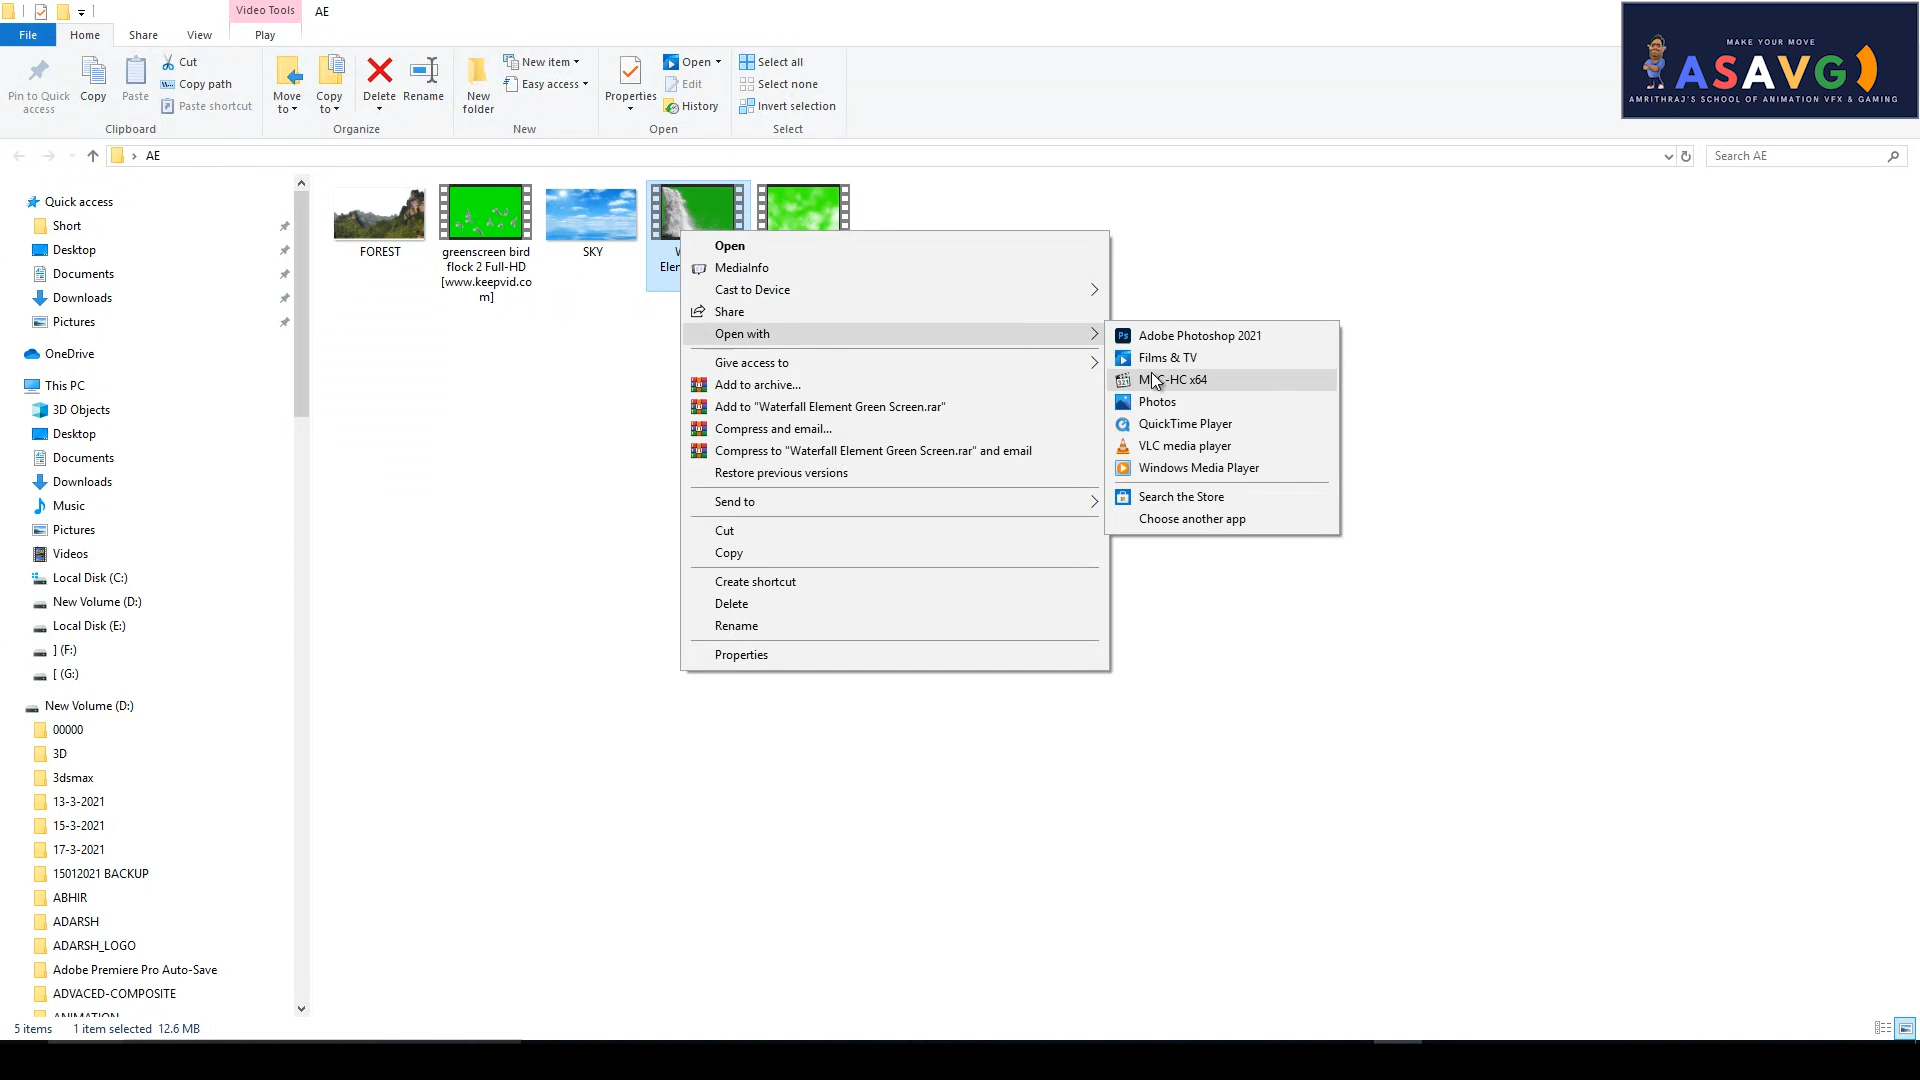 Video Tools
AE
File
Home
Share
View
Play
Pin to Quick access
Copy
Paste
Cut
Copy path
Paste shortcut
Clipboard
Move to
Copy to
Delete
Rename
Organize
New folder
New item
Easy access
New
Properties
Open
Edit
History
Open
Select all
Select none
Invert selection
Select
MAKE YOUR MOVE
ASAVG
AMRITHRAJ'S SCHOOL OF ANIMATION VFX & GAMING
AE
Search AE
Quick access
Short
Desktop
Documents
Downloads
Pictures
OneDrive
This PC
3D Objects
Desktop
Documents
Downloads
Music
Pictures
Videos
Local Disk (C:)
New Volume (D:)
Local Disk (E:)
] (F:)
[ (G:)
New Volume (D:)
00000
3D
3dsmax
13-3-2021
15-3-2021
17-3-2021
15012021 BACKUP
ABHIR
ADARSH
ADARSH_LOGO
Adobe Premiere Pro Auto-Save
ADVACED-COMPOSITE
ANIMATION
FOREST
greenscreen bird
flock 2 Full-HD
[www.keepvid.co
m]
SKY
Open
MediaInfo
Cast to Device
Share
Open with
Give access to
Add to archive...
Add to "Waterfall Element Green Screen.rar"
Compress and email...
Compress to "Waterfall Element Green Screen.rar" and email
Restore previous versions
Send to
Cut
Copy
Create shortcut
Delete
Rename
Properties
Adobe Photoshop 2021
Films & TV
MPC-HC x64
Photos
QuickTime Player
VLC media player
Windows Media Player
Search the Store
Choose another app
5 items
1 item selected 12.6 MB